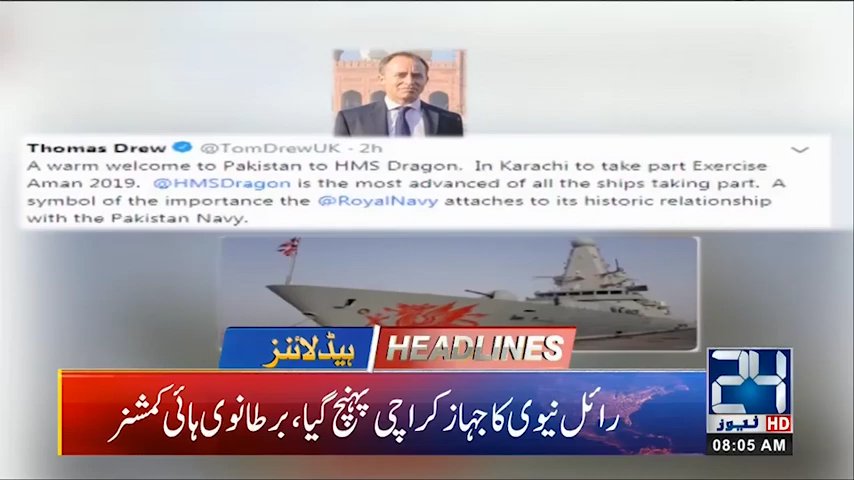 Thomas Drew @TomDrewUK - 2h
A warm welcome to Pakistan to HMS Dragon. In Karachi to take part Exercise
Aman 2019. @HMSDragon is the most advanced of all the ships taking part. A
symbol of the importance the @RoyalNavy attaches to its historic relationship
with the Pakistan Navy.
ہیڈلائنز HEADLINES
رائل نیوی کا جہاز کراچی پہنچ گیا، برطانوی ہائی کمشنر
24
نیوز HD
08:05 AM